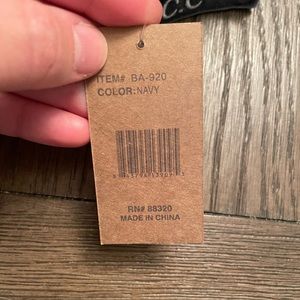 C.C
ITEM# BA-920
COLOR:NAVY
RN# 88320
MADE IN CHINA